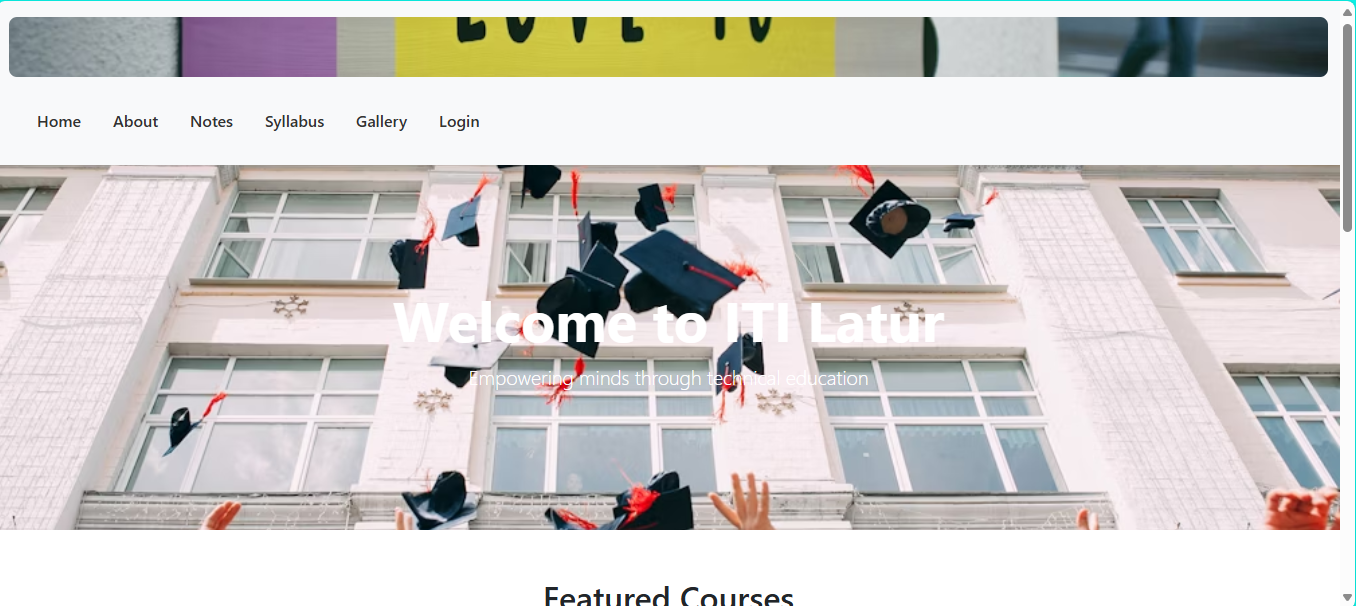 LOVE TO
Home About Notes Syllabus Gallery Login
Welcome to ITI Latur
Empowering minds through technical education
Featured Courses